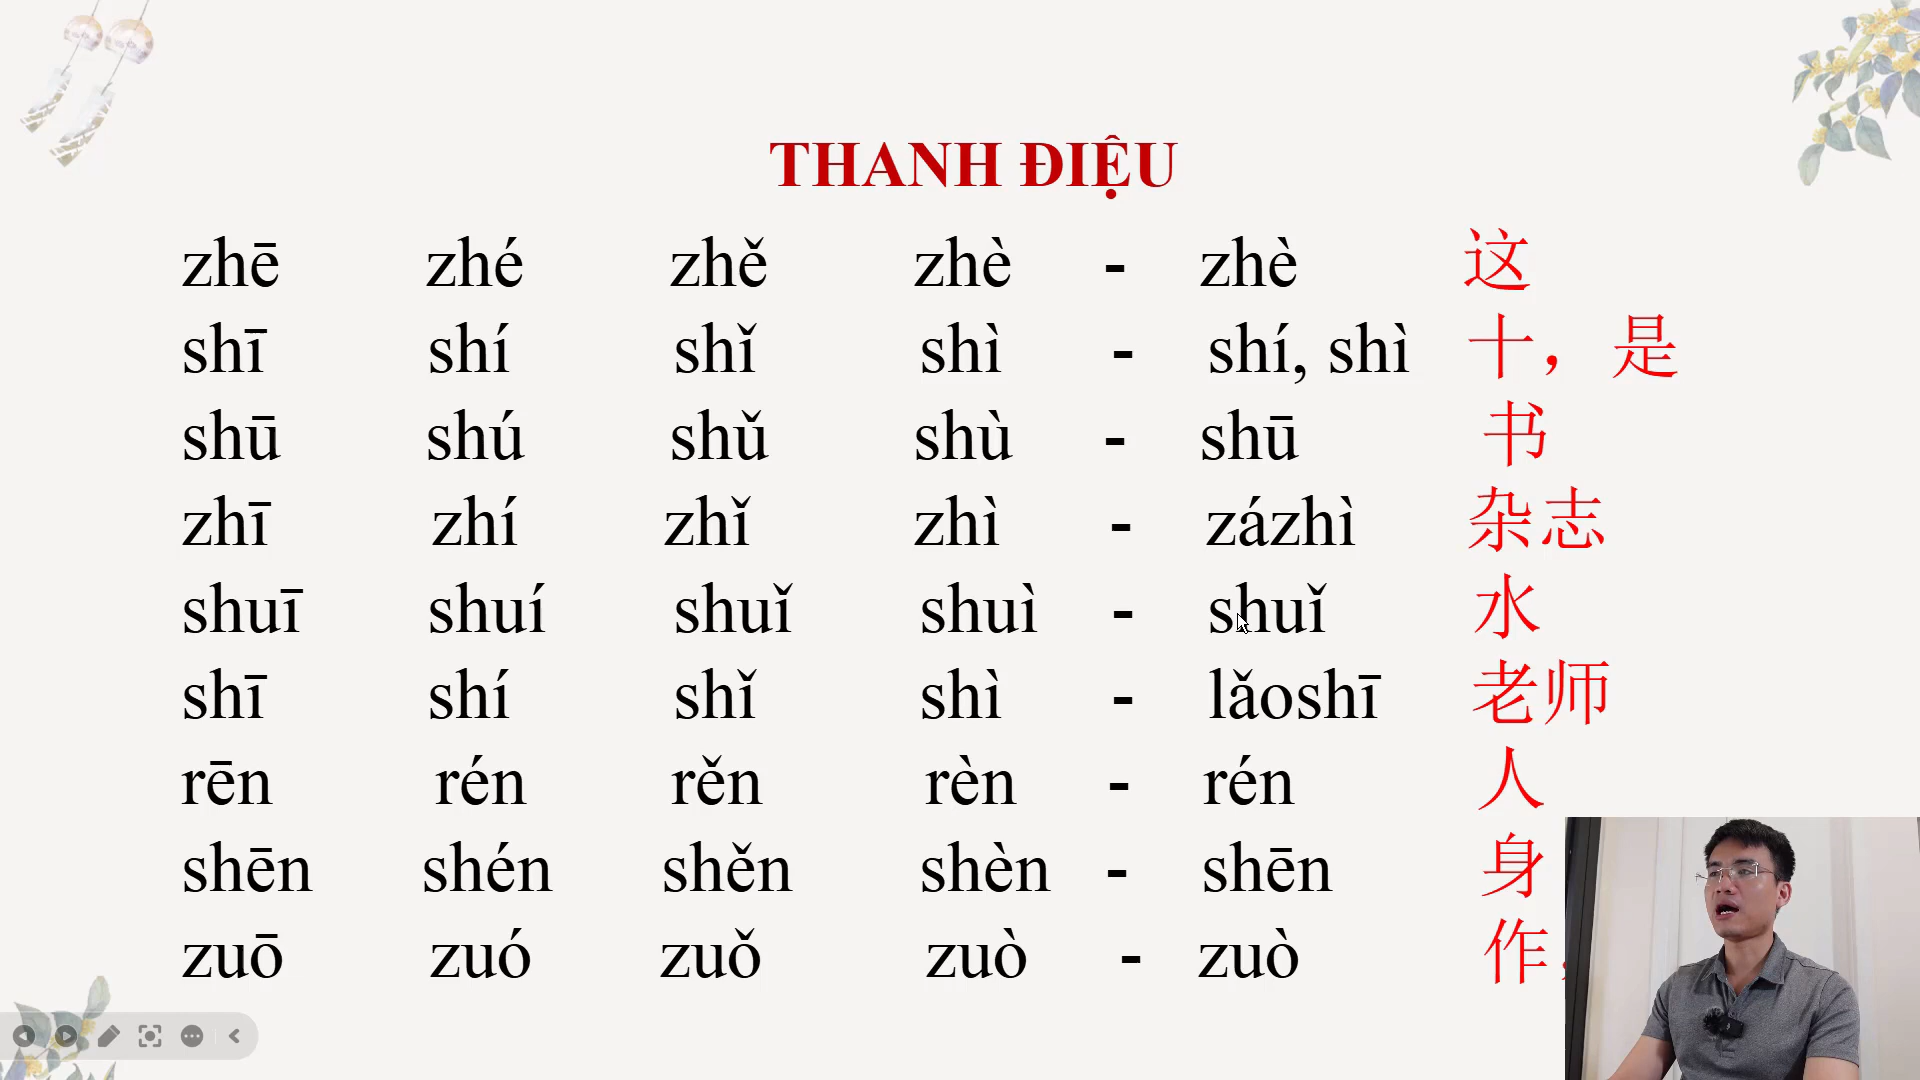 THANH ĐIỆU
zhē zhé zhě zhè - zhè 这
shī shí shǐ shì - shí, shì 十，是
shū shú shǔ shù - shū 书
zhī zhí zhǐ zhì - zázhì 杂志
shuī shuí shuǐ shuì - shuǐ 水
shī shí shǐ shì - lǎoshī 老师
rēn rén rěn rèn - rén 人
shēn shén shěn shèn - shēn 身
zuō zuó zuǒ zuò - zuò 作